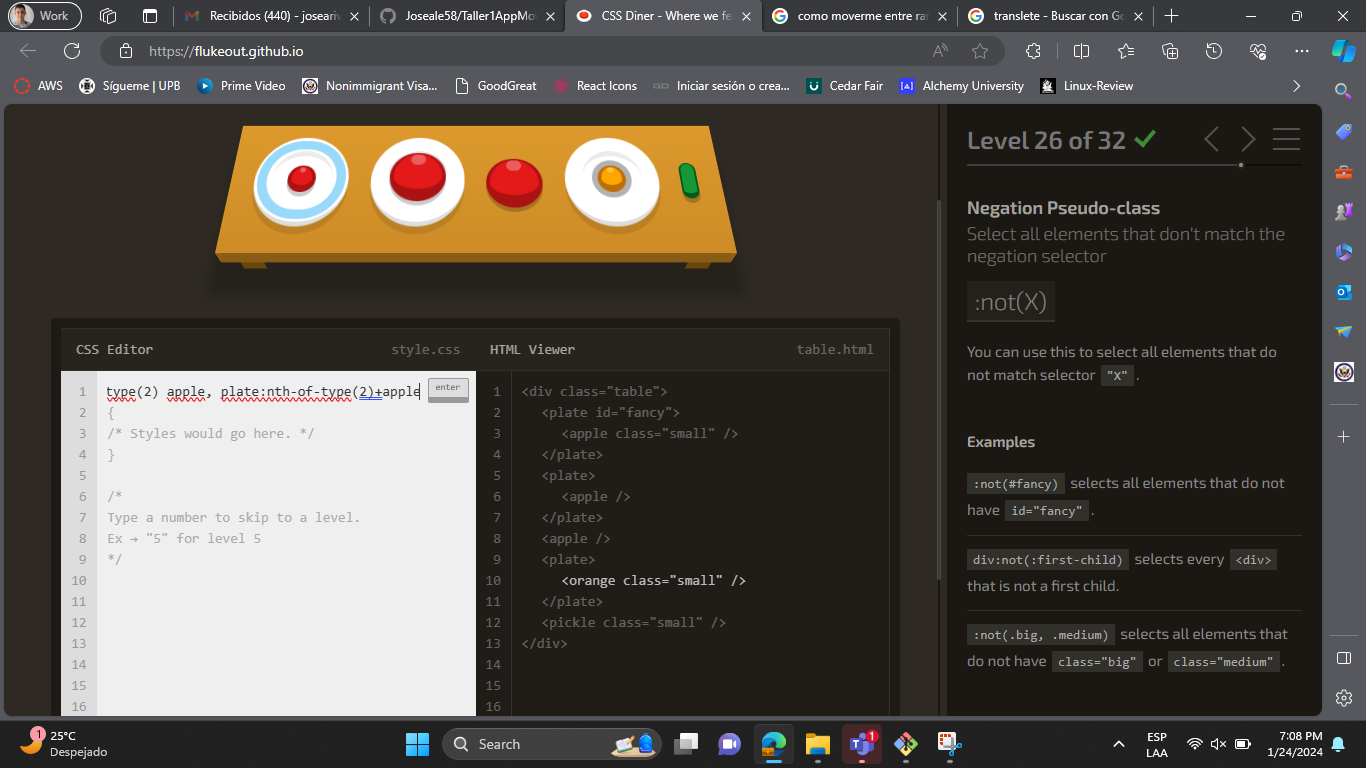 Work
Recibidos (440) - joseariv
Joseale58/Taller1AppMov
CSS Diner - Where we fe
como moverme entre ran
translete - Buscar con Go
https://flukeout.github.io
AWS
Sígueme | UPB
Prime Video
Nonimmigrant Visa...
GoodGreat
React Icons
Iniciar sesión o crea...
Cedar Fair
Alchemy University
Linux-Review
Level 26 of 32
Negation Pseudo-class
Select all elements that don't match the
negation selector
:not(X)
You can use this to select all elements that do
not match selector "X" .
Examples
:not(#fancy) selects all elements that do not
have id="fancy" .
div:not(:first-child) selects every <div>
that is not a first child.
:not(.big, .medium) selects all elements that
do not have class="big" or class="medium" .
CSS Editor style.css
1 type(2) apple, plate:nth-of-type(2)+apple enter
2 {
3 /* Styles would go here. */
4 }
5
6 /*
7 Type a number to skip to a level.
8 Ex → "5" for level 5
9 */
10
11
12
13
14
15
16
HTML Viewer table.html
1 <div class="table">
2 <plate id="fancy">
3 <apple class="small" />
4 </plate>
5 <plate>
6 <apple />
7 </plate>
8 <apple />
9 <plate>
10 <orange class="small" />
11 </plate>
12 <pickle class="small" />
13 </div>
14
15
16
1
25°C
Despejado
Search
1
ESP
LAA
7:08 PM
1/24/2024